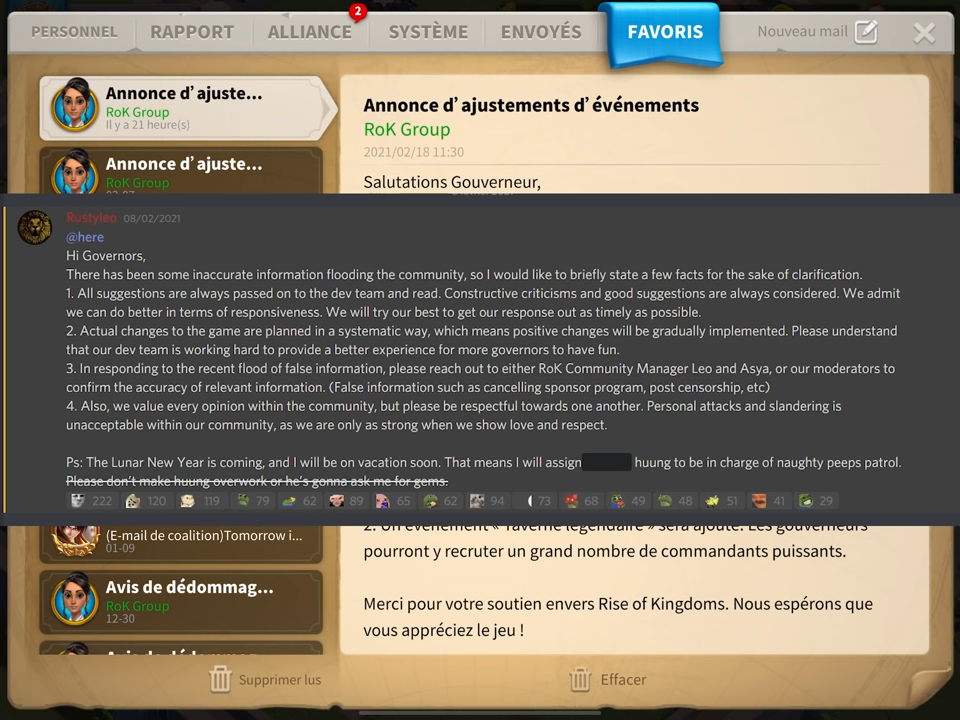 2
PERSONNEL
RAPPORT
ALLIANCE
SYSTÈME
ENVOYÉS
FAVORIS
Nouveau mail
Annonce d'ajuste...
RoK Group
Il y a 21 heure(s)
Annonce d'ajuste...
RoK Group
Annonce d'ajustements d'événements
RoK Group
2021/02/18 11:30
Salutations Gouverneur,
Rustyleo 08/02/2021
@here
Hi Governors,
There has been some inaccurate information flooding the community, so I would like to briefly state a few facts for the sake of clarification.
1. All suggestions are always passed on to the dev team and read. Constructive criticisms and good suggestions are always considered. We admit
we can do better in terms of responsiveness. We will try our best to get our response out as timely as possible.
2. Actual changes to the game are planned in a systematic way, which means positive changes will be gradually implemented. Please understand
that our dev team is working hard to provide a better experience for more governors to have fun.
3. In responding to the recent flood of false information, please reach out to either RoK Community Manager Leo and Asya, or our moderators to
confirm the accuracy of relevant information. (False information such as cancelling sponsor program, post censorship, etc)
4. Also, we value every opinion within the community, but please be respectful towards one another. Personal attacks and slandering is
unacceptable within our community, as we are only as strong when we show love and respect.
Ps: The Lunar New Year is coming, and I will be on vacation soon. That means I will assign huung to be in charge of naughty peeps patrol.
Please don't make huung overwork or he's gonna ask me for gems.
222 120 119 79 62 89 65 62 94 73 68 49 48 51 41 29
(E-mail de coalition)Tomorrow i...
01-09
Avis de dédommag...
RoK Group
12-30
2. Un événement « Taverne légendaire » sera ajouté. Les gouverneurs
pourront y recruter un grand nombre de commandants puissants.
Merci pour votre soutien envers Rise of Kingdoms. Nous espérons que
vous appréciez le jeu !
Supprimer lus
Effacer